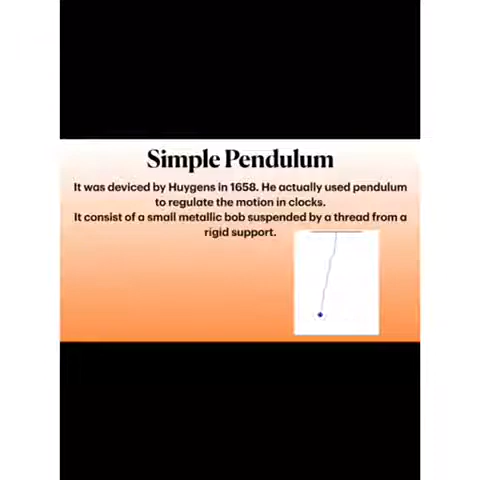 Simple Pendulum
It was deviced by Huygens in 1658. He actually used pendulum
to regulate the motion in clocks.
It consist of a small metallic bob suspended by a thread from a
rigid support.